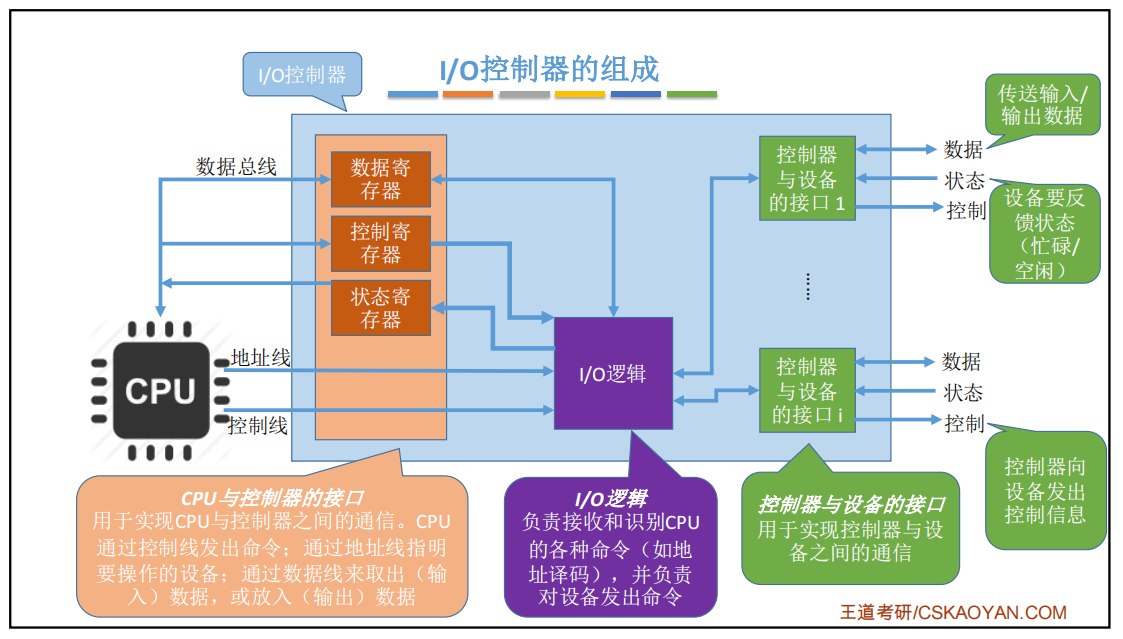 I/O控制器的组成
I/O控制器
数据总线
数据寄
存器
控制寄
存器
状态寄
存器
CPU
地址线
控制线
I/O逻辑
控制器
与设备
的接口 1
......
控制器
与设备
的接口 i
数据
状态
控制
数据
状态
控制
传送输入/
输出数据
设备要反
馈状态
（忙碌/
空闲）
控制器向
设备发出
控制信息
CPU与控制器的接口
用于实现CPU与控制器之间的通信。CPU
通过控制线发出命令；通过地址线指明
要操作的设备；通过数据线来取出（输
入）数据，或放入（输出）数据
I/O逻辑
负责接收和识别CPU
的各种命令（如地
址译码），并负责
对设备发出命令
控制器与设备的接口
用于实现控制器与设
备之间的通信
王道考研/CSKAOYAN.COM